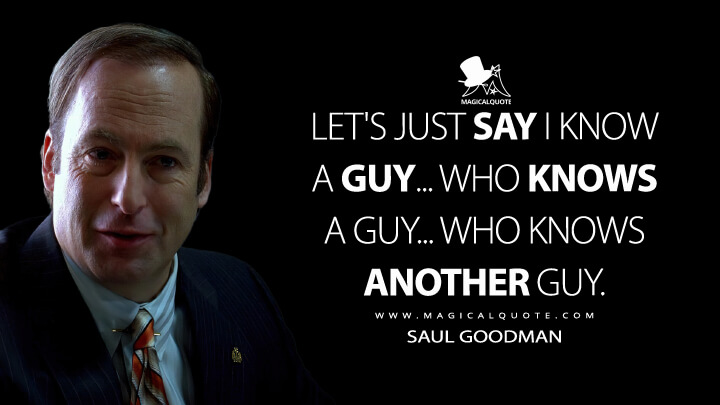 MAGICALQUOTE
LET'S JUST SAY I KNOW
A GUY... WHO KNOWS
A GUY... WHO KNOWS
ANOTHER GUY.
WWW.MAGICALQUOTE.COM
SAUL GOODMAN